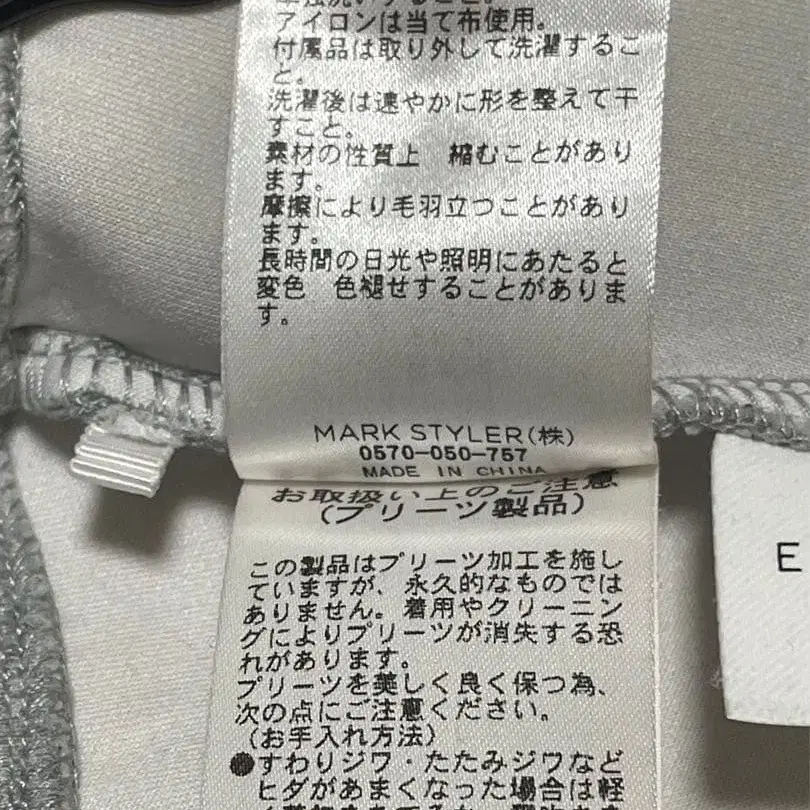 アイロンは当て布使用。
付属品は取り外して洗濯するこ
と。
洗濯後は速やかに形を整えて干
すこと。
素材の性質上 縮むことがあり
ます。
摩擦により毛羽立つことがあり
ます。
長時間の日光や照明にあたると
変色 色褪せすることがありま
す。
MARK STYLER(株)
0570-050-757
MADE IN CHINA
お取扱い上のご注意
(プリーツ製品)
この製品はプリーツ加工を施し
ていますが、永久的なものでは
ありません。着用やクリーニン
グによりプリーツが消失する恐
れがあります。
プリーツを美しく良く保つ為、
次の点にご注意ください。
(お手入れ方法)
●すわりジワ・たたみジワなど
ヒダがあまくなった場合は軽
E